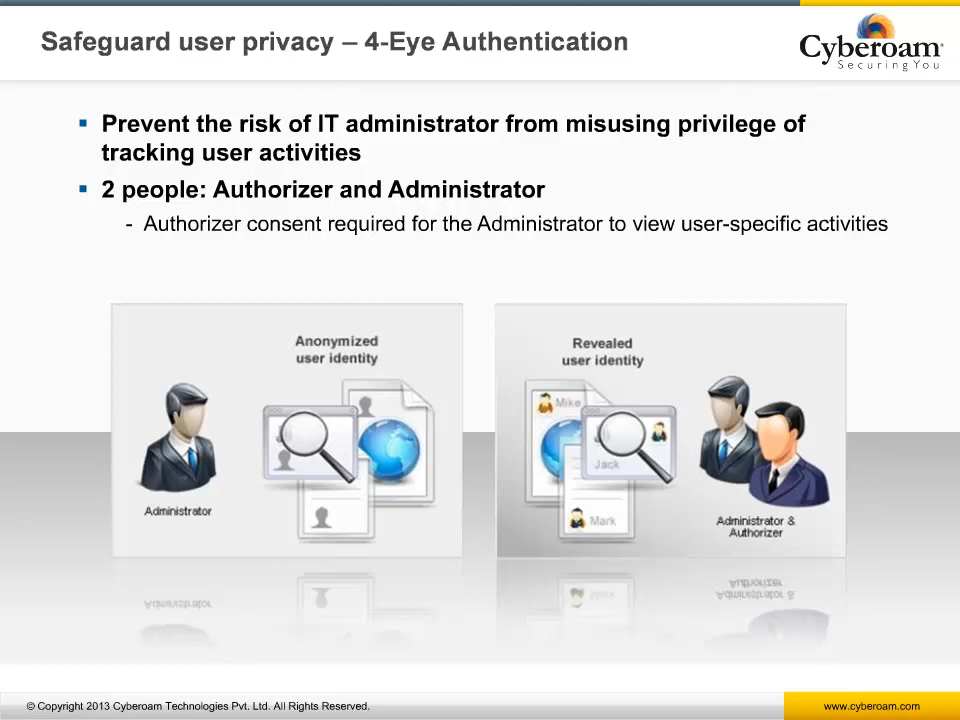 Safeguard user privacy – 4-Eye Authentication
Cyberoam
Securing You
▪ Prevent the risk of IT administrator from misusing privilege of
tracking user activities
▪ 2 people: Authorizer and Administrator
- Authorizer consent required for the Administrator to view user-specific activities
Anonymized
user identity
Administrator
Revealed
user identity
Mike
Jack
Mark
Administrator &
Authorizer
© Copyright 2013 Cyberoam Technologies Pvt. Ltd. All Rights Reserved.
www.cyberoam.com